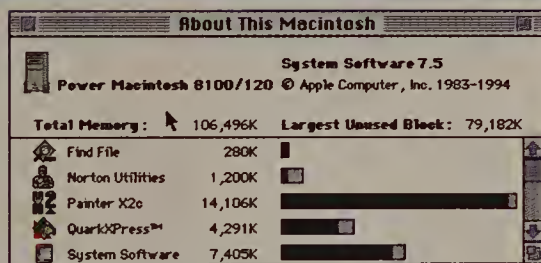 About This Macintosh
System Software 7.5
Power Macintosh 8100/120 © Apple Computer, Inc. 1983-1994
Total Memory: 106,496K Largest Unused Block: 79,182K
Find File 280K
Norton Utilities 1,200K
Painter X2c 14,106K
QuarkXPress™ 4,291K
System Software 7,405K